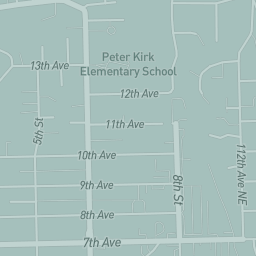 Peter Kirk
Elementary School
13th Ave
12th Ave
11th Ave
5th St
10th Ave
112th Ave NE
9th Ave
8th St
8th Ave
7th Ave